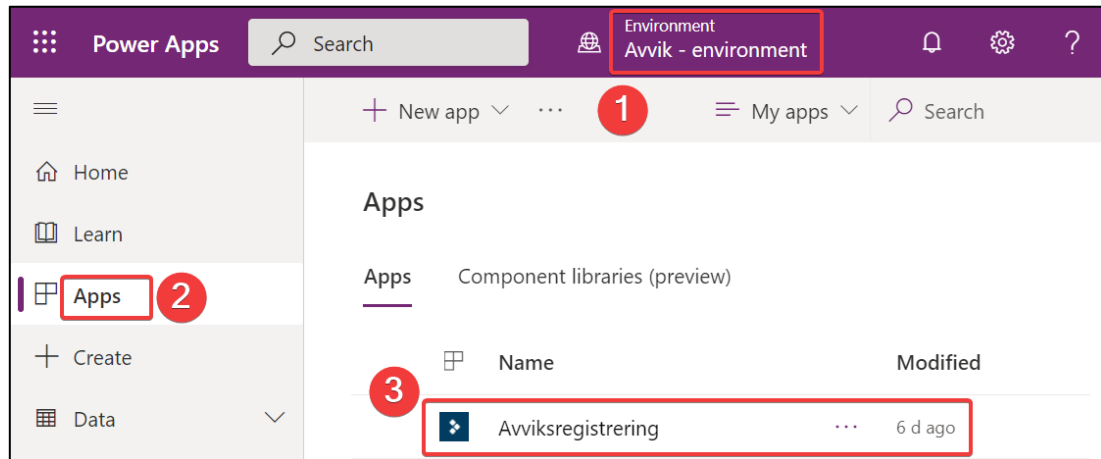 Environment
Power Apps
Search
Avvik - environment
?
New app
...
1
My apps
Search
Home
Apps
Learn
Apps
Component libraries (preview)
Apps
2
Create
Name
Modified
3
Data
Avviksregistrering
...
6 d ago